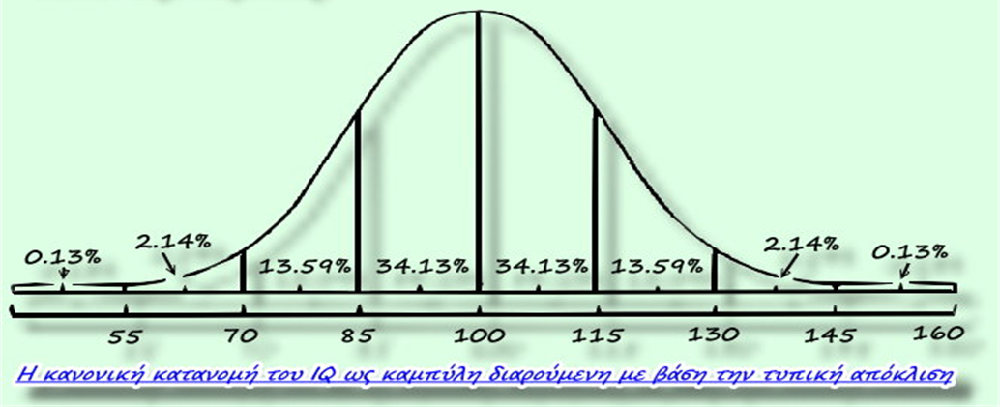 2.14% 2.14%
0.13% 0.13%
13.59% 34.13% 34.13% 13.59%
55 70 85 100 115 130 145 160
Η κανονική κατανομή του IQ ως καμπύλη διαρούμενη με βάση την τυπική απόκλιση